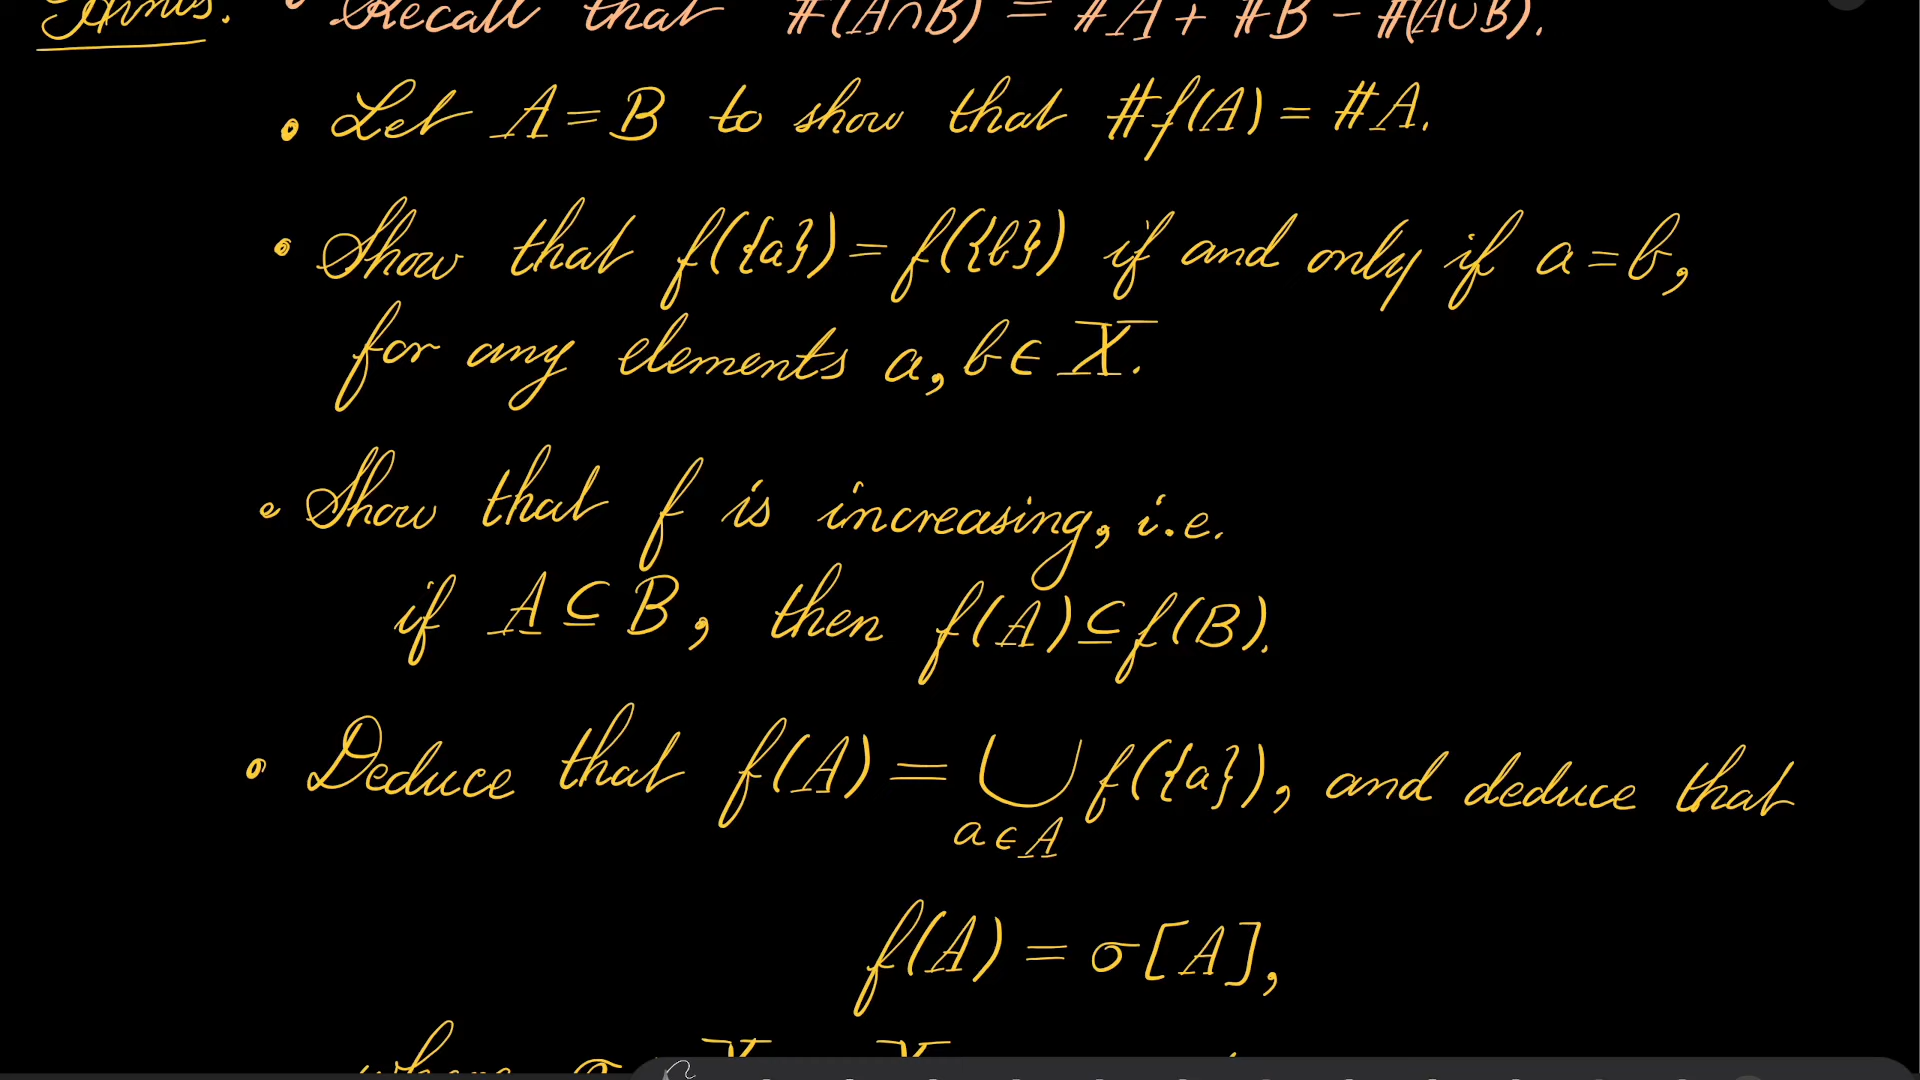 Hints: • Recall that #(A∩B) = #A + #B − #(A∪B).
• Let A = B to show that #f(A) = #A.
• Show that f({a}) = f({b}) if and only if a = b,
for any elements a, b ∈ X.
• Show that f is increasing, i.e.
if A ⊆ B, then f(A) ⊆ f(B).
• Deduce that f(A) = ⋃ f({a}), and deduce that
a ∈ A
f(A) = σ[A],
where σ